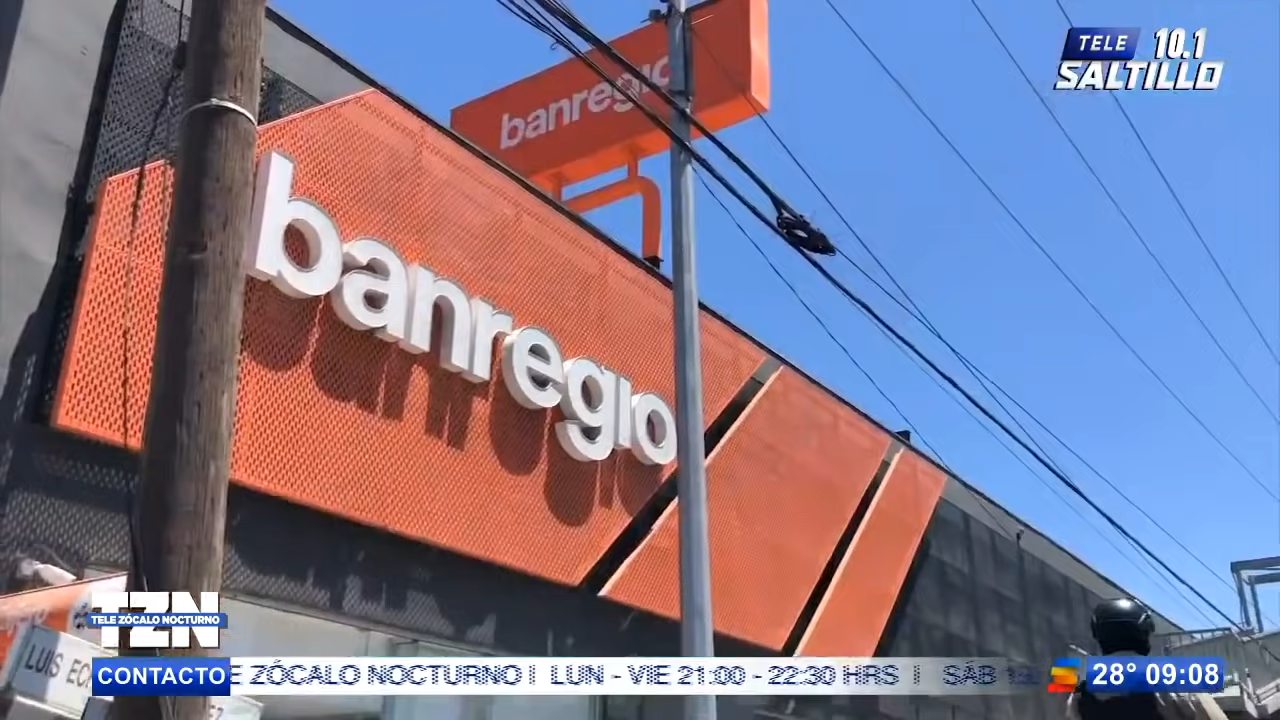 TELE 10.1
SALTILLO
banregio
banregio
TZN
TELE ZÓCALO NOCTURNO
LUIS
CONTACTO
E ZÓCALO NOCTURNO | LUN - VIE 21:00 - 22:30 HRS | SÁB
28° 09:08